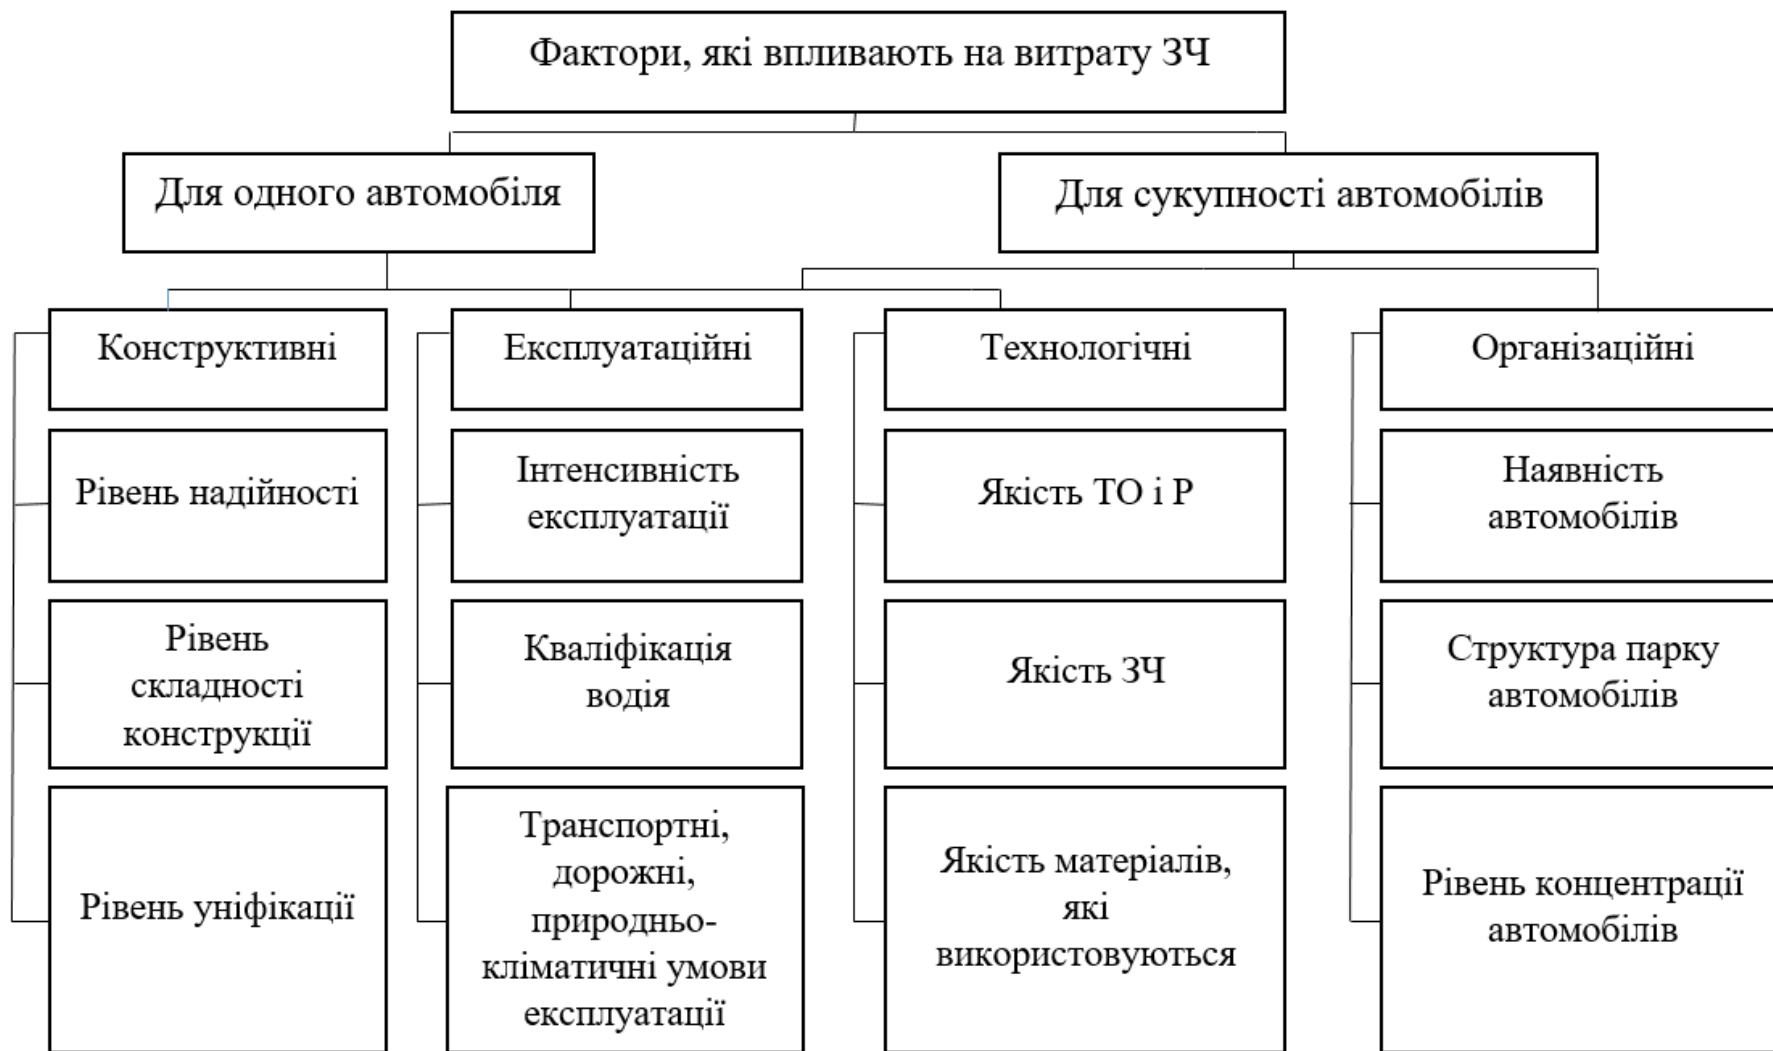 Фактори, які впливають на витрату ЗЧ
Для одного автомобіля
Для сукупності автомобілів
Конструктивні
Експлуатаційні
Технологічні
Організаційні
Рівень надійності
Інтенсивність
експлуатації
Якість ТО і Р
Наявність
автомобілів
Рівень
складності
конструкції
Кваліфікація
водія
Якість ЗЧ
Структура парку
автомобілів
Рівень уніфікації
Транспортні,
дорожні,
природньо-
кліматичні умови
експлуатації
Якість матеріалів,
які
використовуються
Рівень концентрації
автомобілів